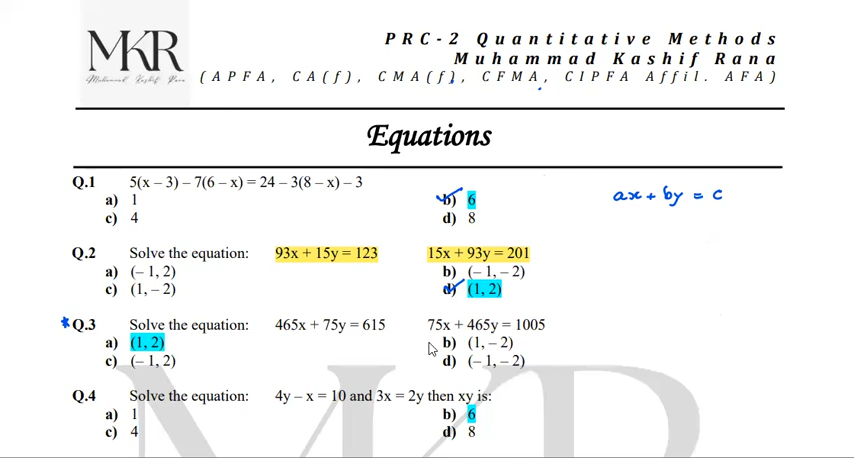 MKR
Muhammad Kashif Rana
PRC-2 Quantitative Methods
Muhammad Kashif Rana
(APFA, CA(f), CMA(f), CFMA, CIPFA Affil. AFA)
Equations
Q.1 5(x – 3) – 7(6 – x) = 24 – 3(8 – x) – 3
a) 1 b) 6
c) 4 d) 8
ax + by = c
Q.2 Solve the equation: 93x + 15y = 123 15x + 93y = 201
a) (– 1, 2) b) (– 1, – 2)
c) (1, – 2) d) (1, 2)
*Q.3 Solve the equation: 465x + 75y = 615 75x + 465y = 1005
a) (1, 2) b) (1, – 2)
c) (– 1, 2) d) (– 1, – 2)
Q.4 Solve the equation: 4y – x = 10 and 3x = 2y then xy is:
a) 1 b) 6
c) 4 d) 8
MKR